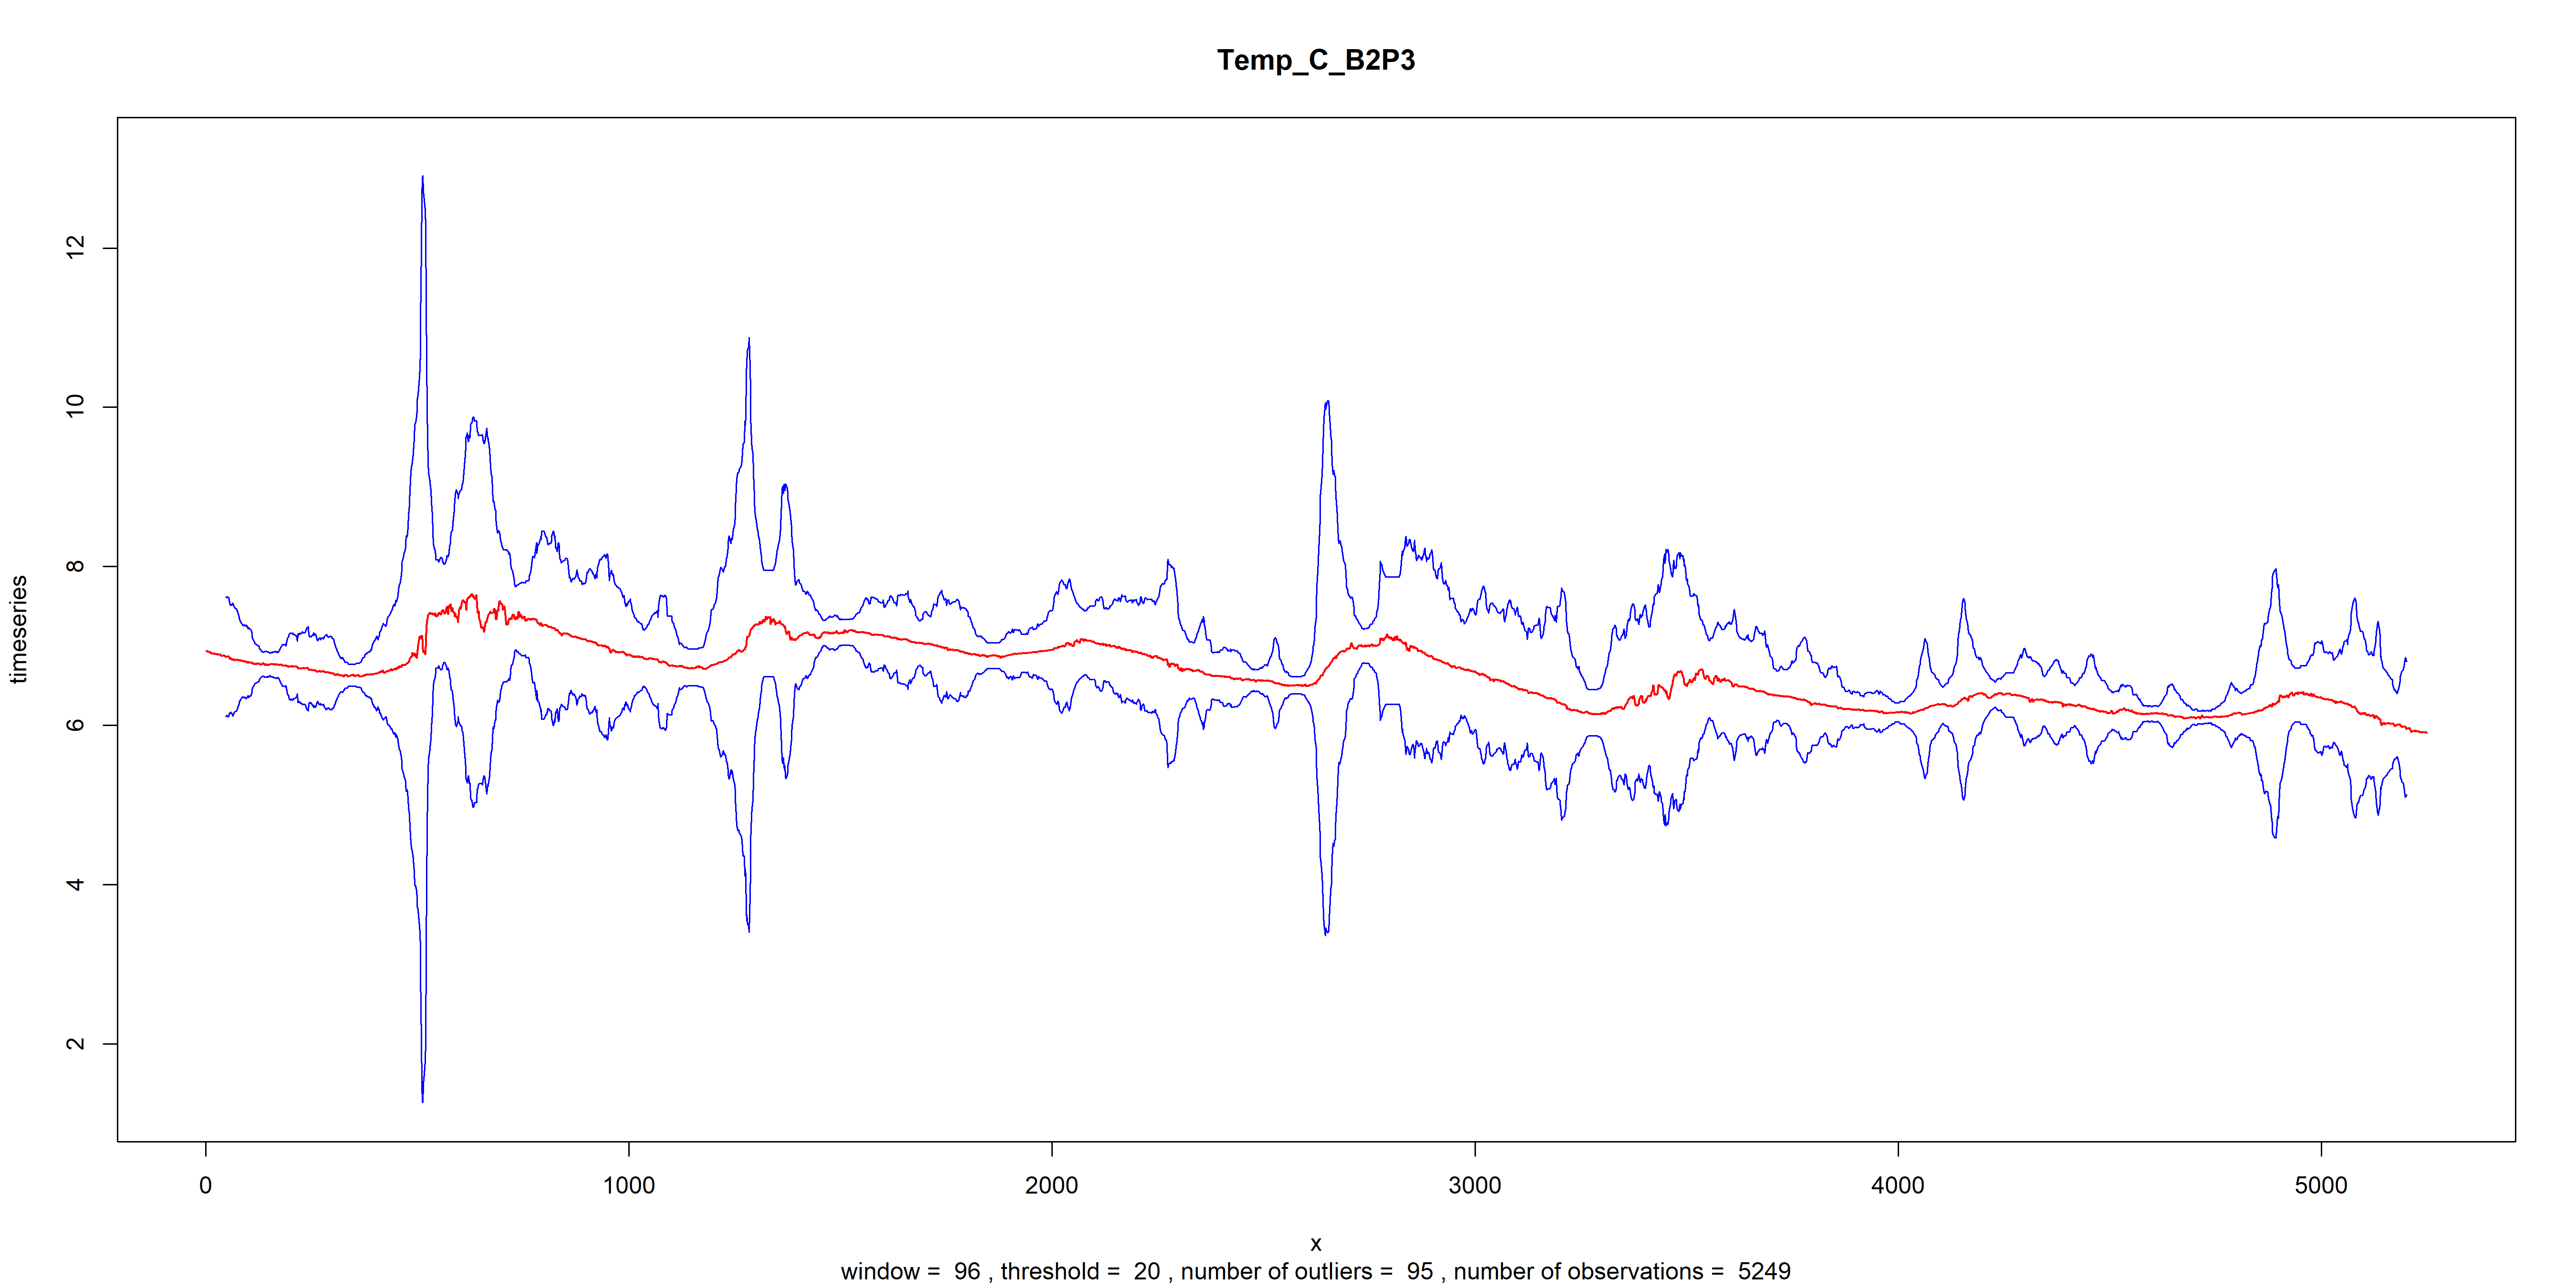 Temp_C_B2P3
timeseries
12
10
8
6
4
2
0 1000 2000 3000 4000 5000
x
window =  96 , threshold =  20 , number of outliers =  95 , number of observations =  5249